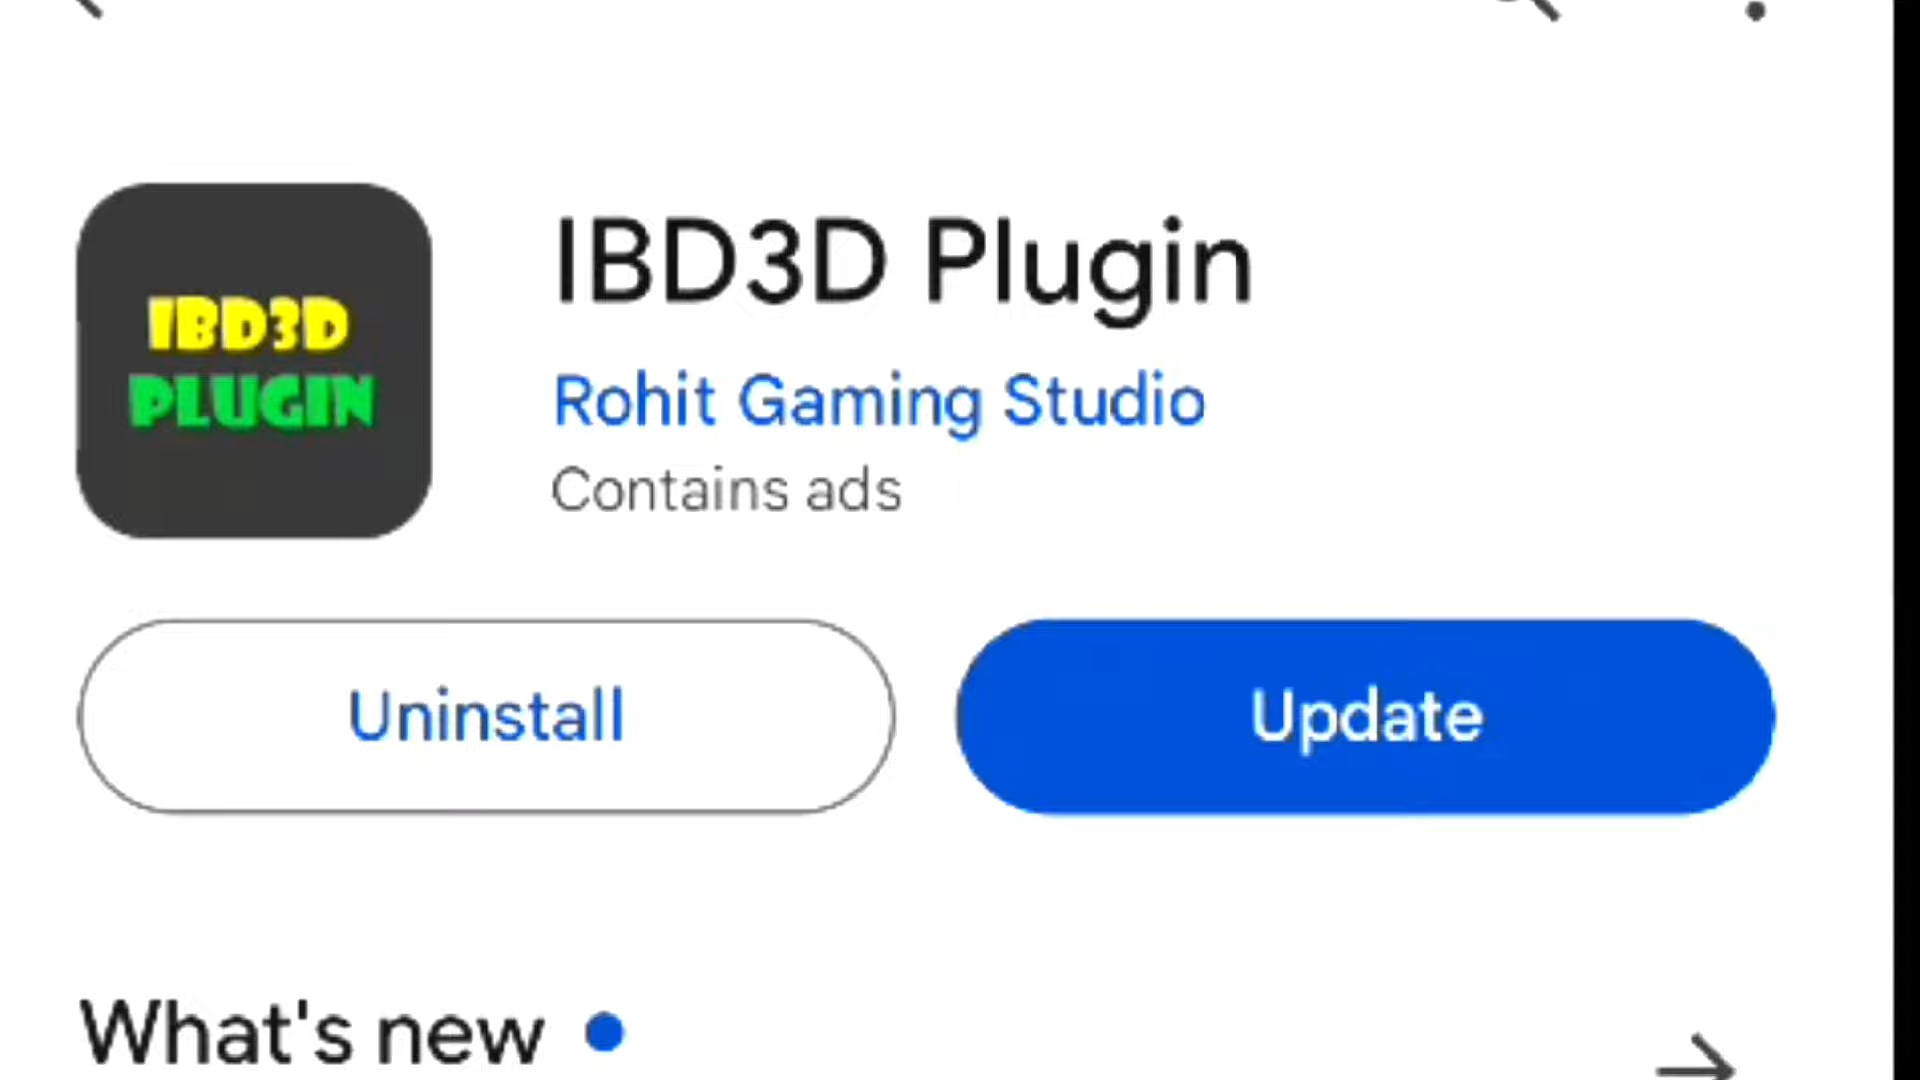 IBD3D
PLUGIN
IBD3D Plugin
Rohit Gaming Studio
Contains ads
Uninstall
Update
What's new